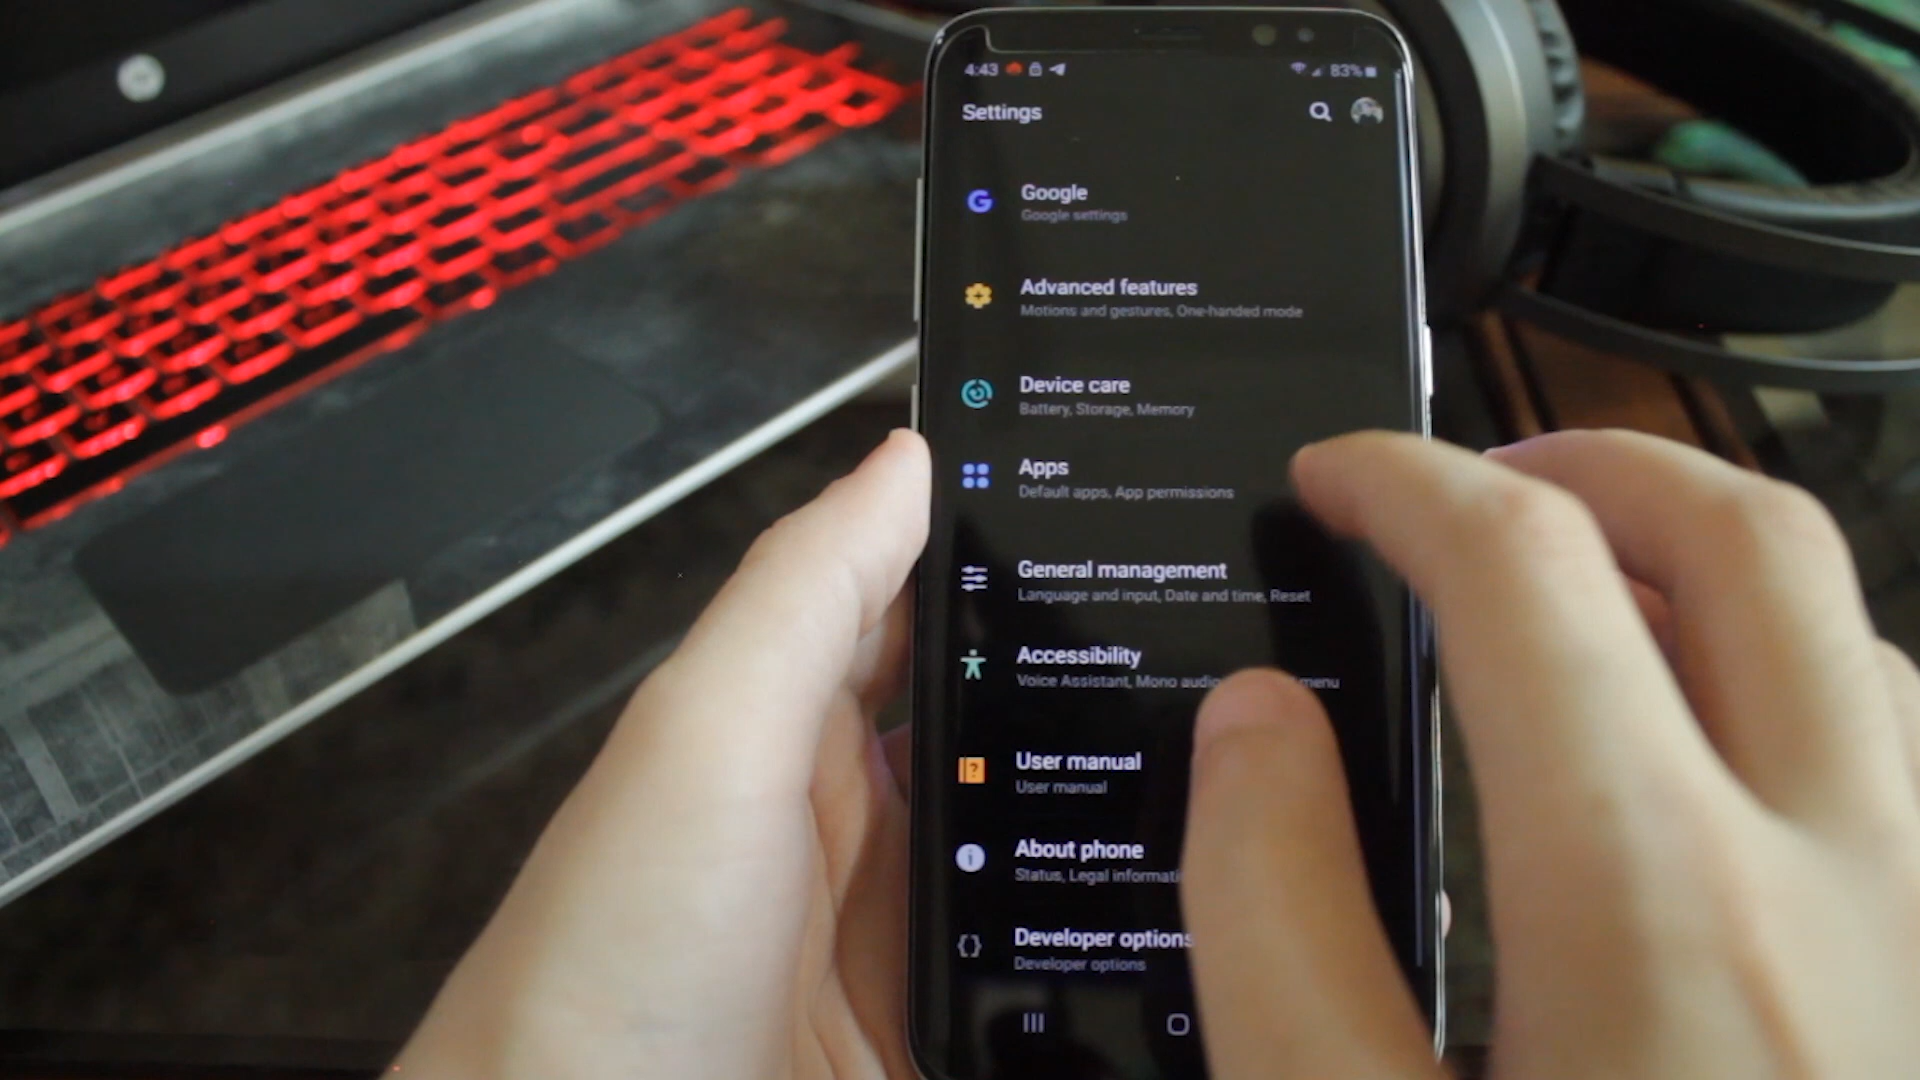 4:43 83%
Settings
Google
Google settings
Advanced features
Motions and gestures, One-handed mode
Device care
Battery, Storage, Memory
Apps
Default apps, App permissions
General management
Language and input, Date and time, Reset
Accessibility
Voice Assistant, Mono audio menu
User manual
User manual
About phone
Status, Legal informati
Developer options
Developer options